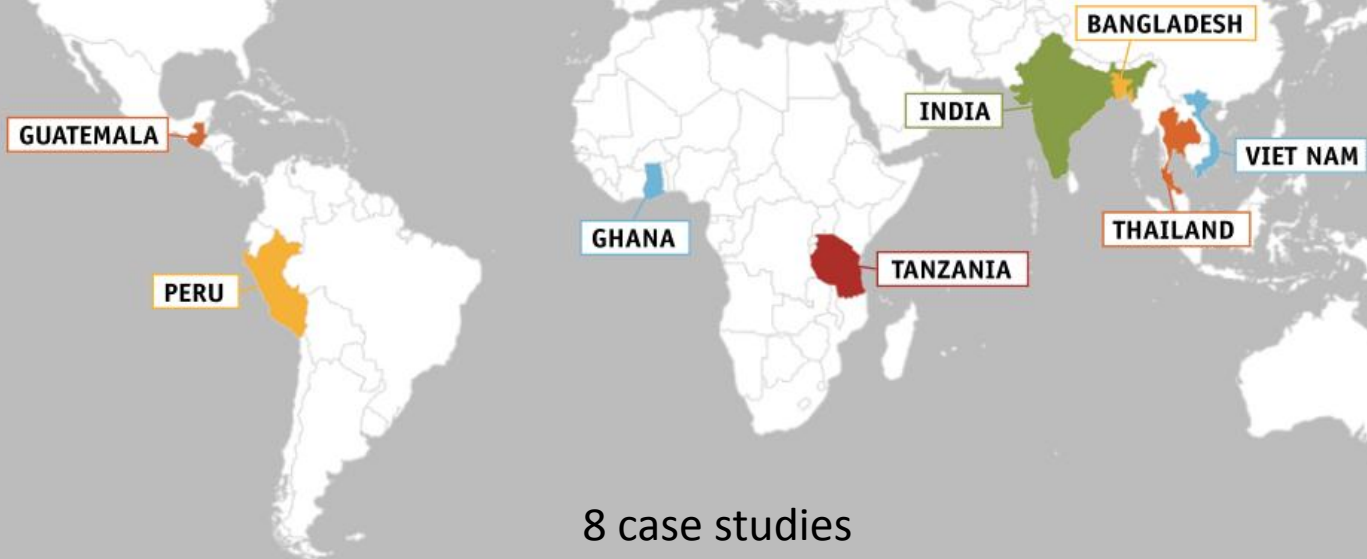 BANGLADESH
INDIA
GUATEMALA
VIET NAM
THAILAND
GHANA
TANZANIA
PERU
8 case studies